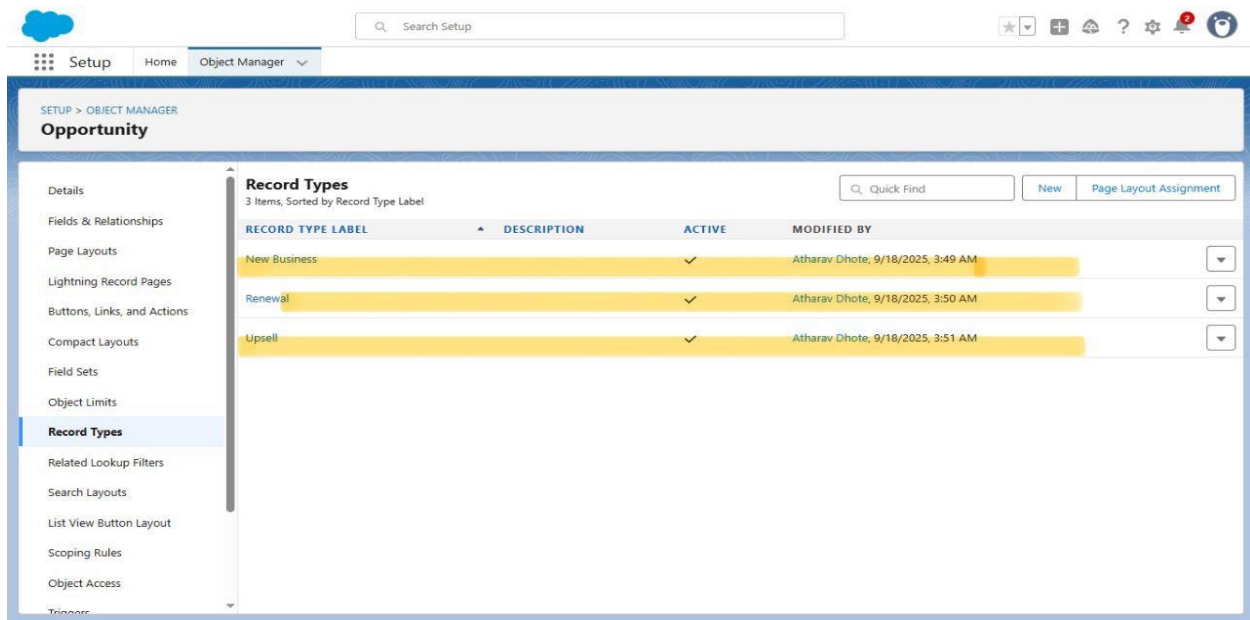 Search Setup
2
Setup Home Object Manager
SETUP > OBJECT MANAGER
Opportunity
Details
Fields & Relationships
Page Layouts
Lightning Record Pages
Buttons, Links, and Actions
Compact Layouts
Field Sets
Object Limits
Record Types
Related Lookup Filters
Search Layouts
List View Button Layout
Scoping Rules
Object Access
Triggers
Record Types
3 Items, Sorted by Record Type Label
Quick Find New Page Layout Assignment
RECORD TYPE LABEL DESCRIPTION ACTIVE MODIFIED BY
New Business Atharav Dhote, 9/18/2025, 3:49 AM
Renewal Atharav Dhote, 9/18/2025, 3:50 AM
Upsell Atharav Dhote, 9/18/2025, 3:51 AM